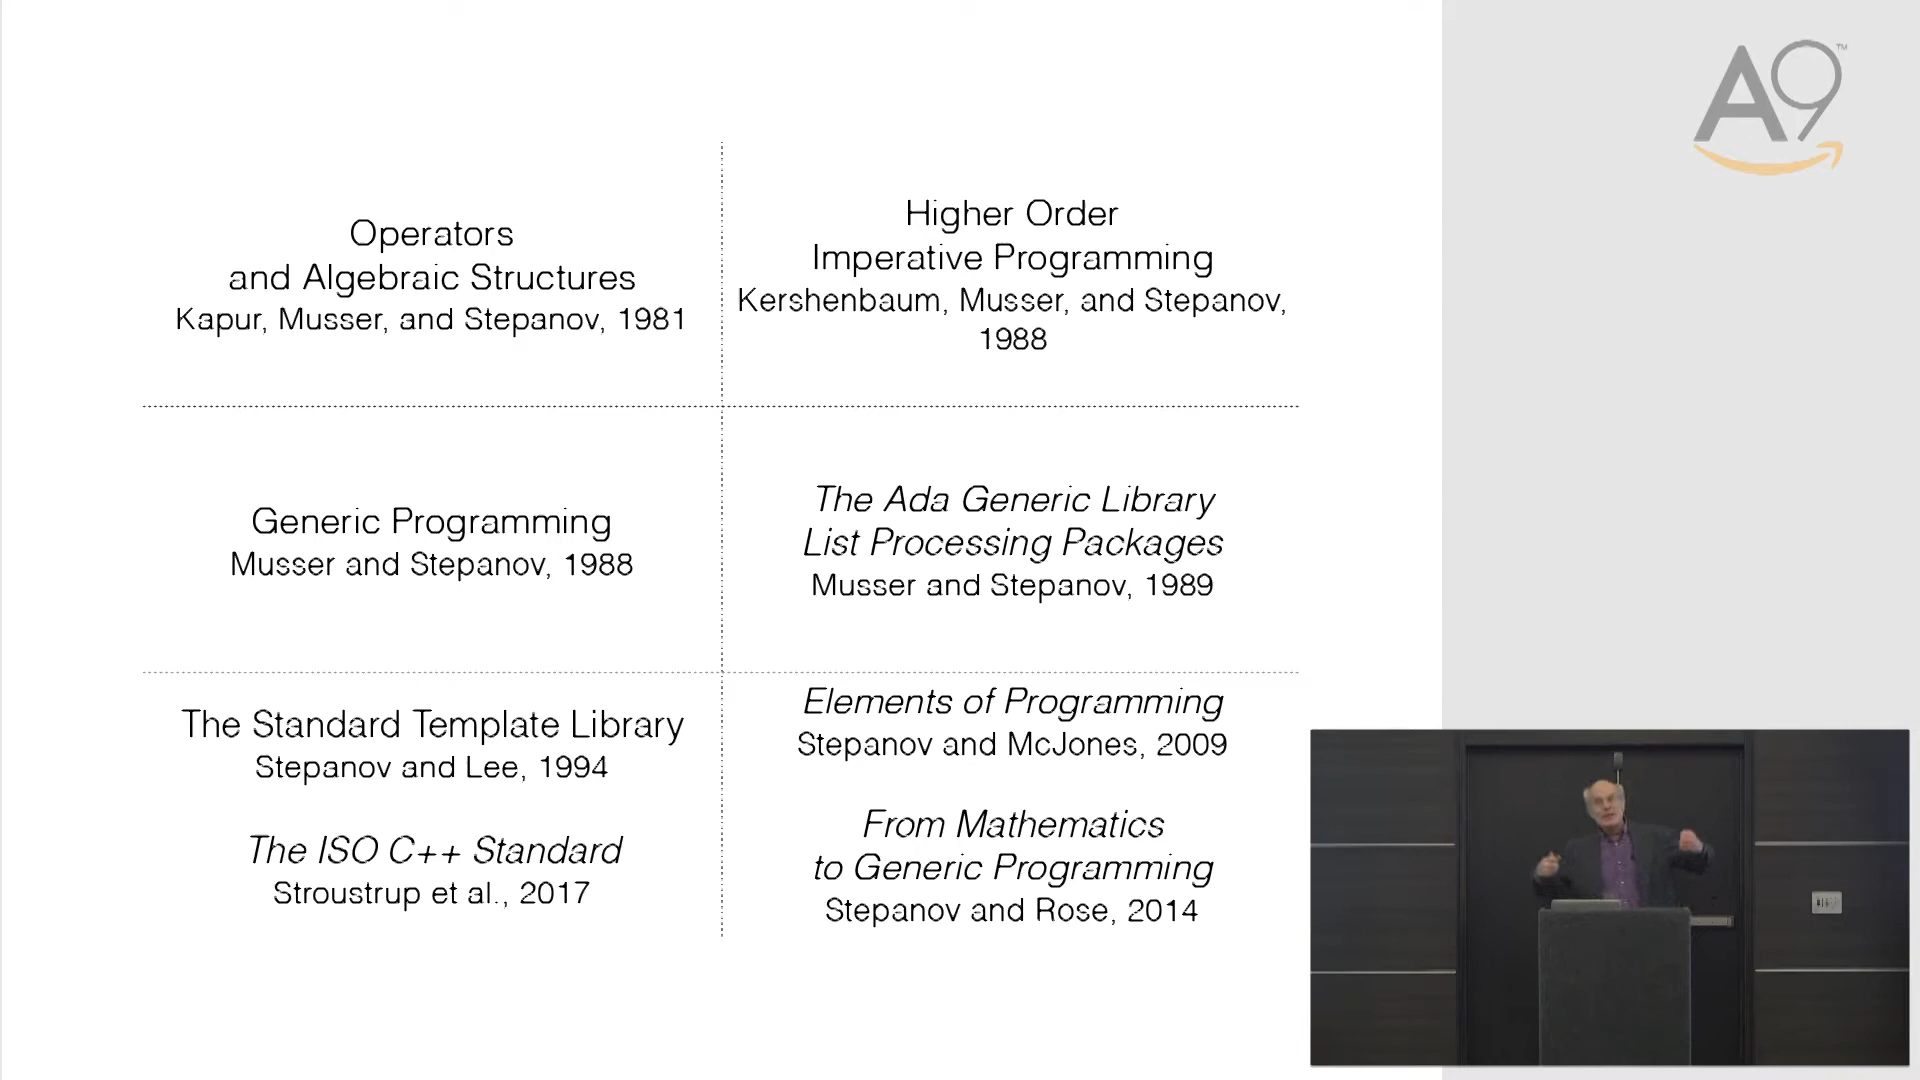 A9™
Operators
and Algebraic Structures
Kapur, Musser, and Stepanov, 1981
Higher Order
Imperative Programming
Kershenbaum, Musser, and Stepanov,
1988
Generic Programming
Musser and Stepanov, 1988
The Ada Generic Library
List Processing Packages
Musser and Stepanov, 1989
The Standard Template Library
Stepanov and Lee, 1994
The ISO C++ Standard
Stroustrup et al., 2017
Elements of Programming
Stepanov and McJones, 2009
From Mathematics
to Generic Programming
Stepanov and Rose, 2014